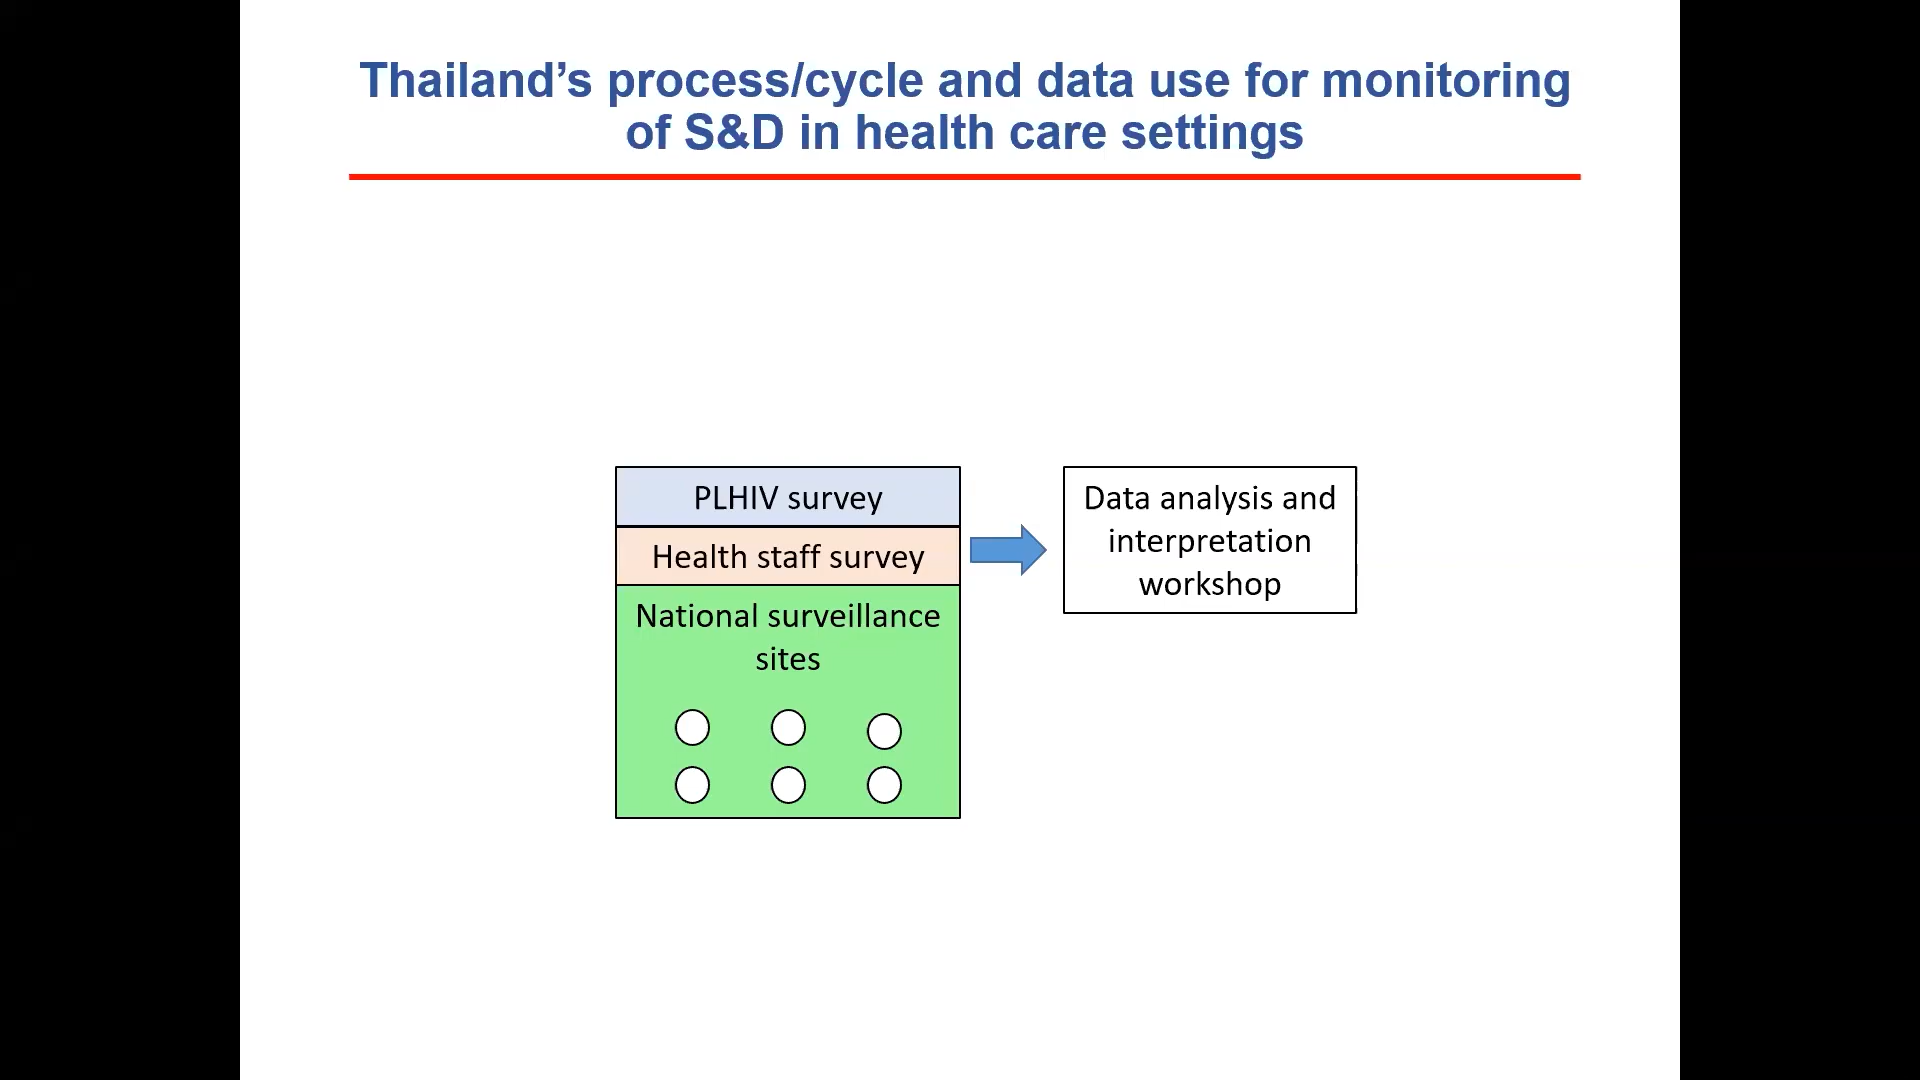 Thailand’s process/cycle and data use for monitoring
of S&D in health care settings
PLHIV survey
Health staff survey
National surveillance
sites
Data analysis and
interpretation
workshop